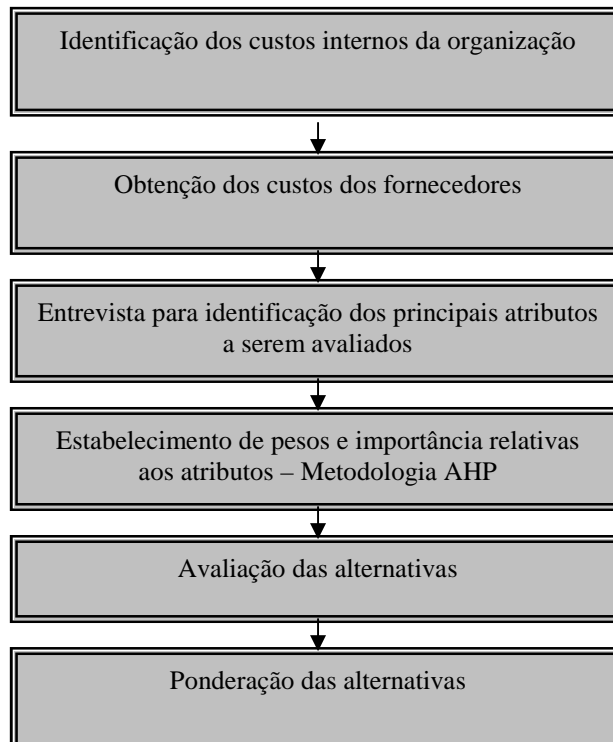 Identificação dos custos internos da organização
Obtenção dos custos dos fornecedores
Entrevista para identificação dos principais atributos
a serem avaliados
Estabelecimento de pesos e importância relativas
aos atributos – Metodologia AHP
Avaliação das alternativas
Ponderação das alternativas